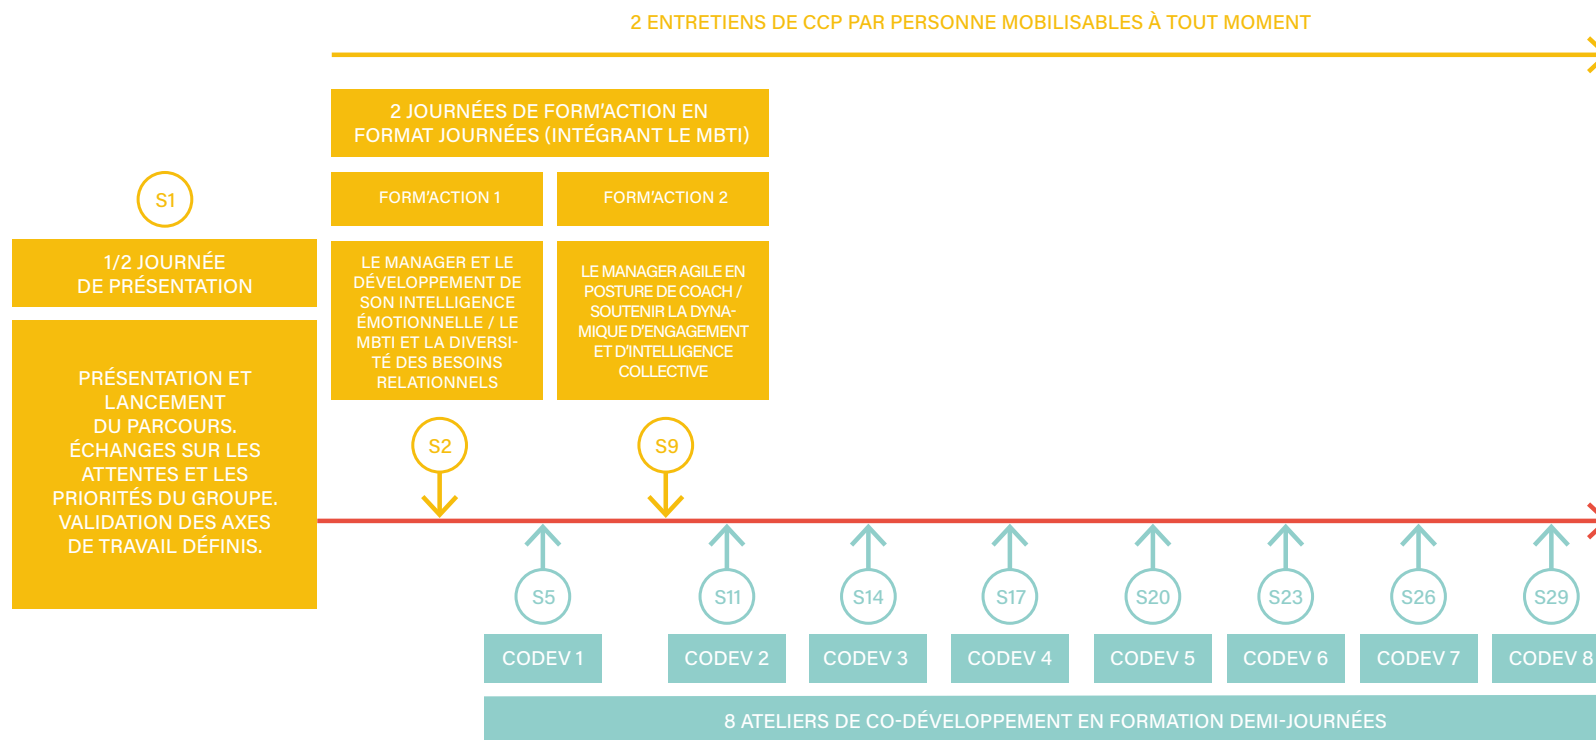 2 ENTRETIENS DE CCP PAR PERSONNE MOBILISABLES À TOUT MOMENT
2 JOURNÉES DE FORM'ACTION EN
FORMAT JOURNÉES (INTÉGRANT LE MBTI)
S1
1/2 JOURNÉE
DE PRÉSENTATION
PRÉSENTATION ET
LANCEMENT
DU PARCOURS.
ÉCHANGES SUR LES
ATTENTES ET LES
PRIORITÉS DU GROUPE.
VALIDATION DES AXES
DE TRAVAIL DÉFINIS.
FORM'ACTION 1
LE MANAGER ET LE
DÉVELOPPEMENT DE
SON INTELLIGENCE
ÉMOTIONNELLE / LE
MBTI ET LA DIVERSI-
TÉ DES BESOINS
RELATIONNELS
S2
FORM'ACTION 2
LE MANAGER AGILE EN
POSTURE DE COACH /
SOUTENIR LA DYNA-
MIQUE D'ENGAGEMENT
ET D'INTELLIGENCE
COLLECTIVE
S9
S5
S11
S14
S17
S20
S23
S26
S29
CODEV 1
CODEV 2
CODEV 3
CODEV 4
CODEV 5
CODEV 6
CODEV 7
CODEV 8
8 ATELIERS DE CO-DÉVELOPPEMENT EN FORMATION DEMI-JOURNÉES